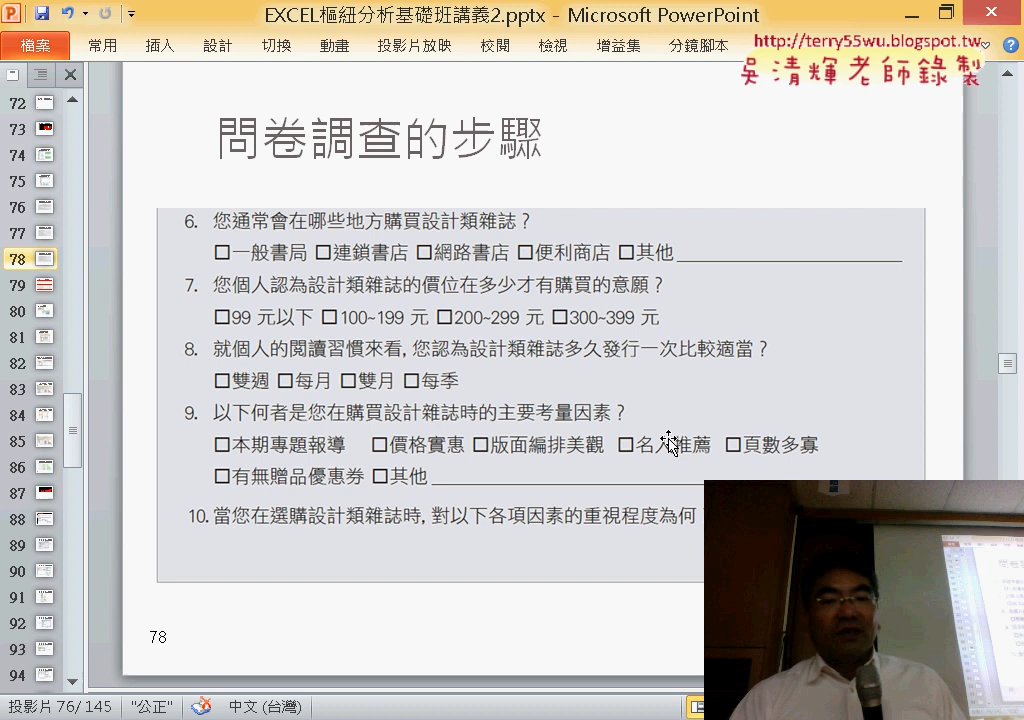 EXCEL樞紐分析基礎班講義2.pptx - Microsoft PowerPoint
檔案 常用 插入 設計 切換 動畫 投影片放映 校閱 檢視 增益集 分鏡腳本
http://terry55wu.blogspot.tw
吳清輝老師錄製
72
73
74
75
76
77
78
79
80
81
82
83
84
85
86
87
88
89
90
91
92
93
94
問卷調查的步驟
6. 您通常會在哪些地方購買設計類雜誌？
□一般書局 □連鎖書店 □網路書店 □便利商店 □其他
7. 您個人認為設計類雜誌的價位在多少才有購買的意願？
□99 元以下 □100~199 元 □200~299 元 □300~399 元
8. 就個人的閱讀習慣來看, 您認為設計類雜誌多久發行一次比較適當？
□雙週 □每月 □雙月 □每季
9. 以下何者是您在購買設計雜誌時的主要考量因素？
□本期專題報導 □價格實惠 □版面編排美觀 □名人推薦 □頁數多寡
□有無贈品優惠券 □其他
10. 當您在選購設計類雜誌時, 對以下各項因素的重視程度為何
78
投影片 76/ 145 "公正" 中文 (台灣)